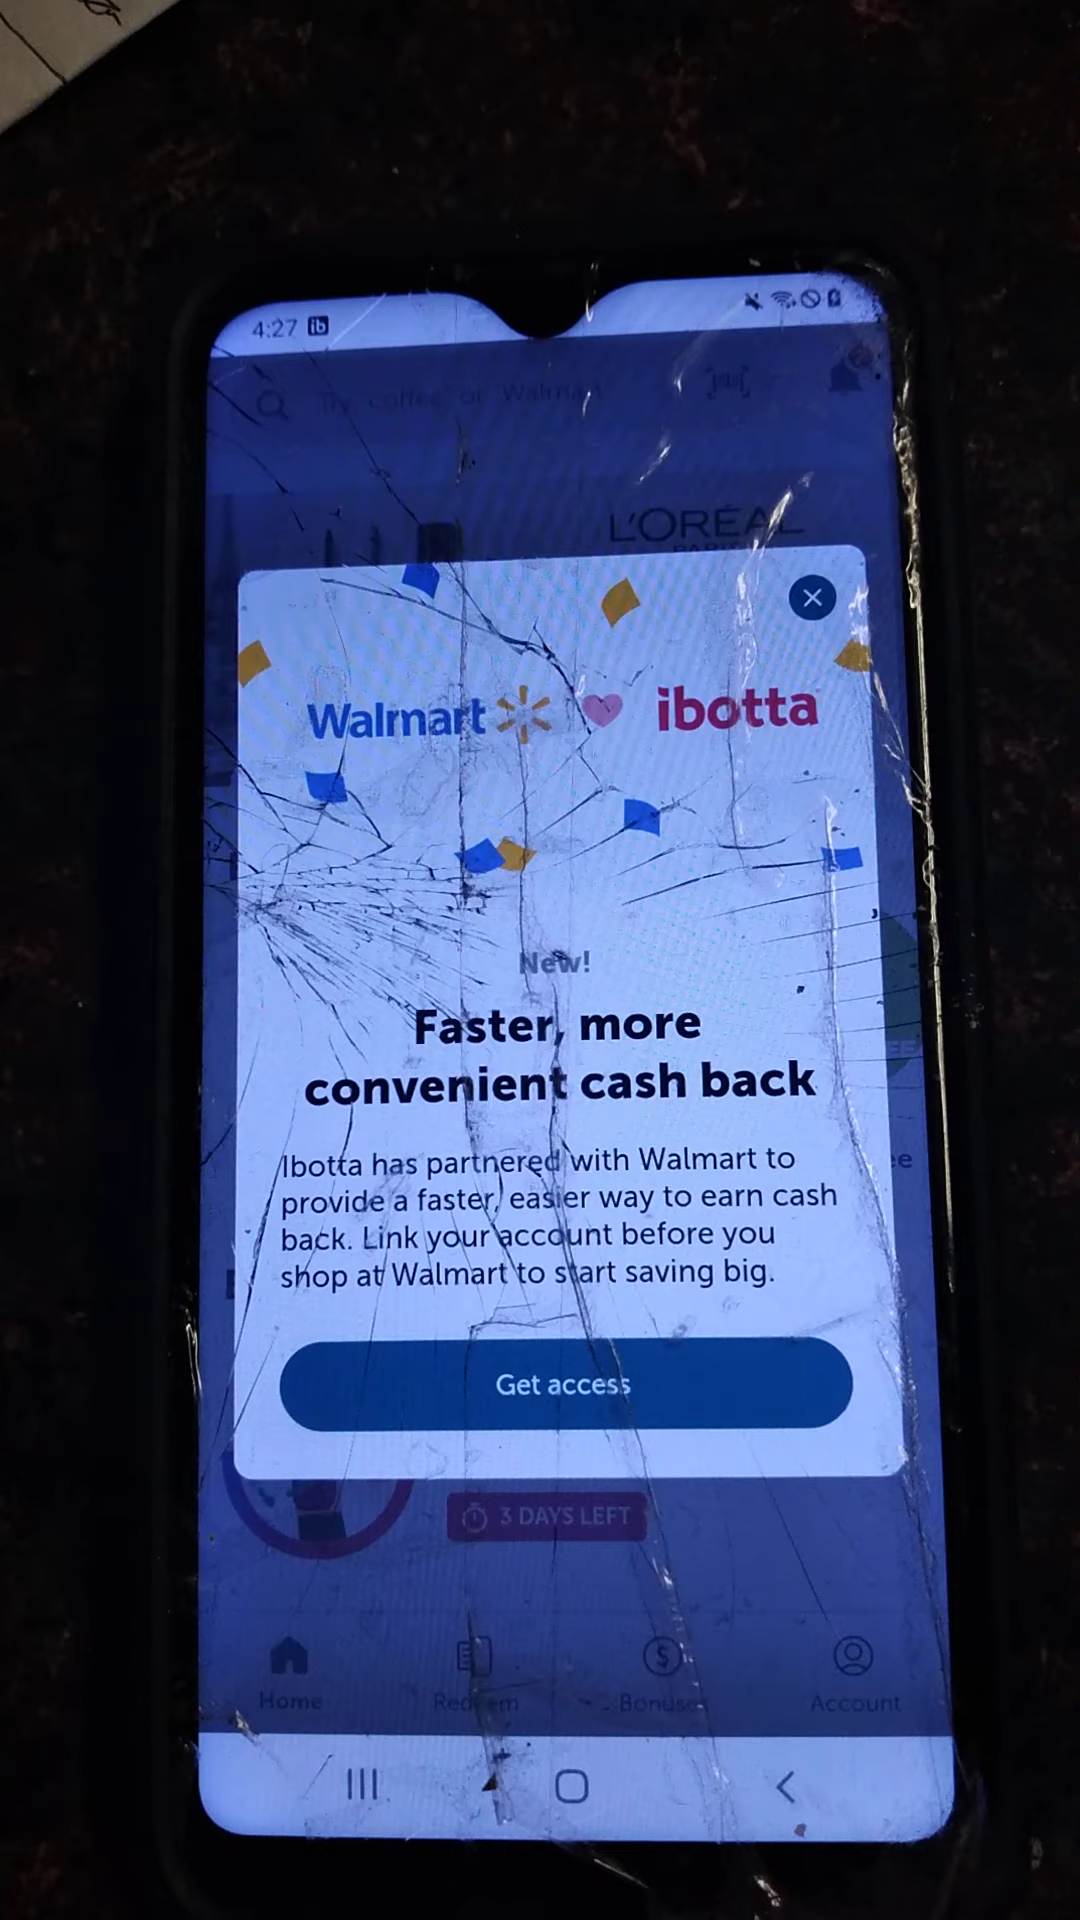 4:27 ib
Try "coffee" or "Walmart"
L'ORÉAL
PARIS
Walmart ibotta
New!
Faster, more
convenient cash back
Ibotta has partnered with Walmart to
provide a faster, easier way to earn cash
back. Link your account before you
shop at Walmart to start saving big.
Get access
3 DAYS LEFT
Home Redeem Bonuses Account